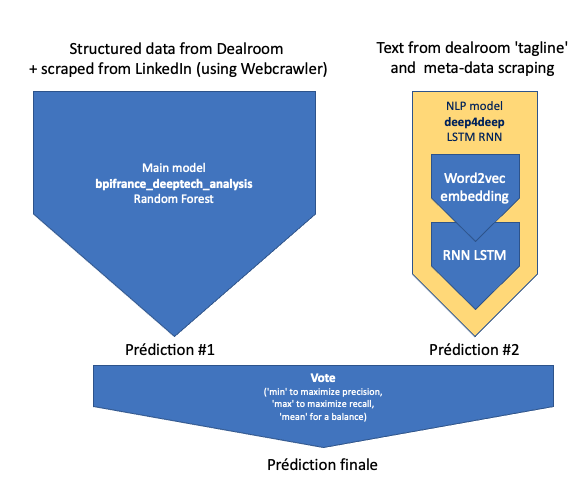 Structured data from Dealroom
+ scraped from LinkedIn (using Webcrawler)
Text from dealroom 'tagline'
and meta-data scraping
Main model
bpifrance_deeptech_analysis
Random Forest
NLP model
deep4deep
LSTM RNN
Word2vec
embedding
RNN LSTM
Prédiction #1
Prédiction #2
Vote
('min' to maximize precision,
'max' to maximize recall,
'mean' for a balance)
Prédiction finale